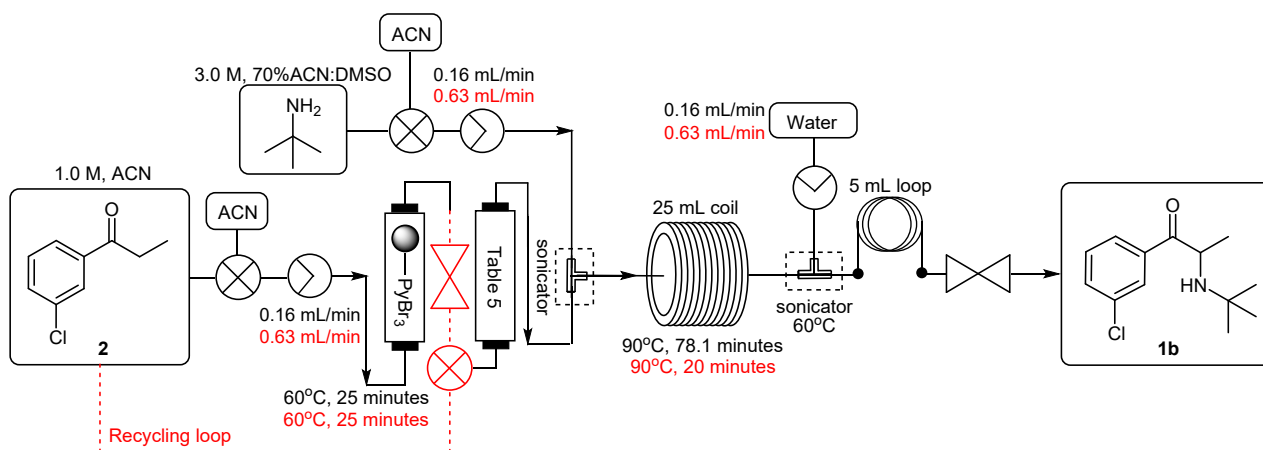 ACN
3.0 M, 70%ACN:DMSO
0.16 mL/min
0.63 mL/min
NH2
0.16 mL/min
0.63 mL/min
Water
1.0 M, ACN
O
Cl
2
ACN
0.16 mL/min
0.63 mL/min
PyBr3
Table 5
sonicator
60°C, 25 minutes
60°C, 25 minutes
25 mL coil
90°C, 78.1 minutes
90°C, 20 minutes
sonicator
60°C
5 mL loop
O
HN
Cl
1b
Recycling loop